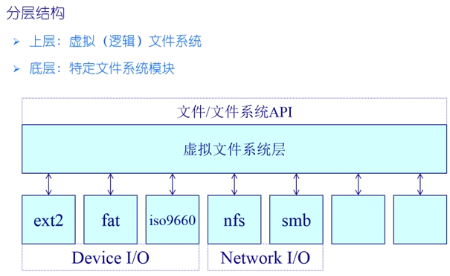 分层结构
上层：虚拟（逻辑）文件系统
底层：特定文件系统模块
文件/文件系统API
虚拟文件系统层
ext2 fat iso9660 nfs smb
Device I/O Network I/O